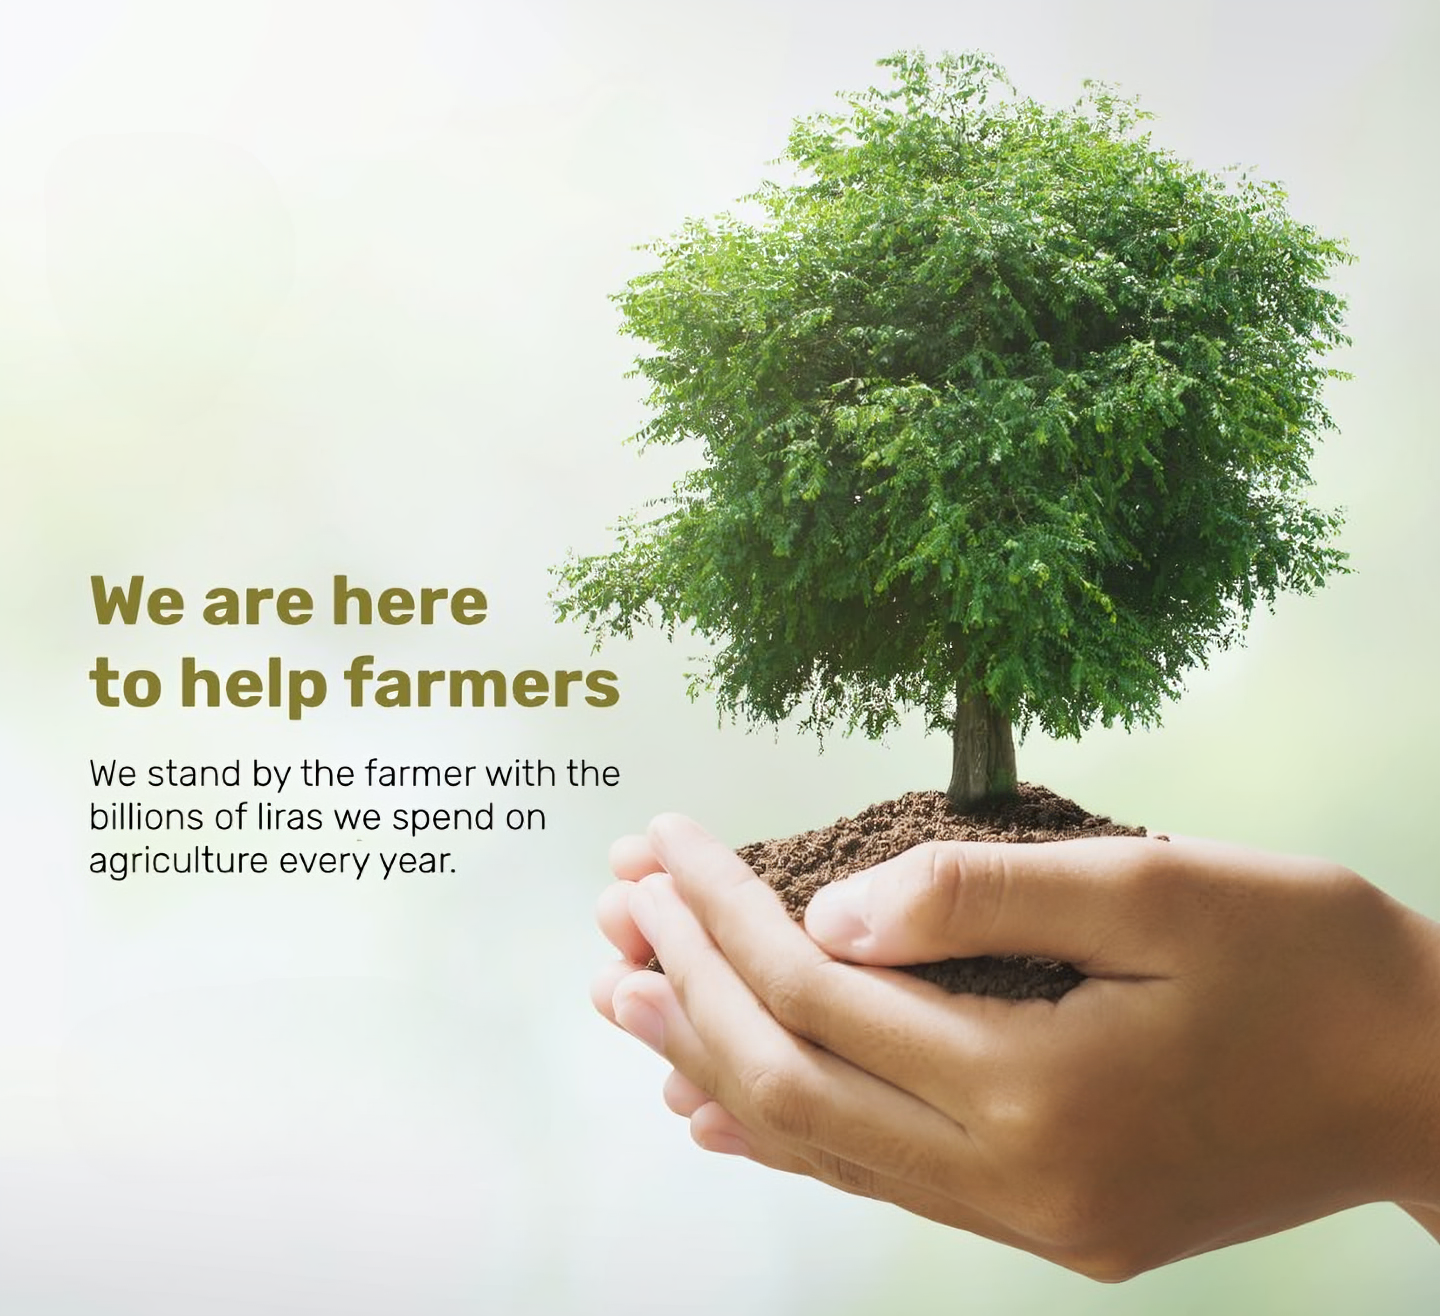 We are here
to help farmers
We stand by the farmer with the
billions of liras we spend on
agriculture every year.